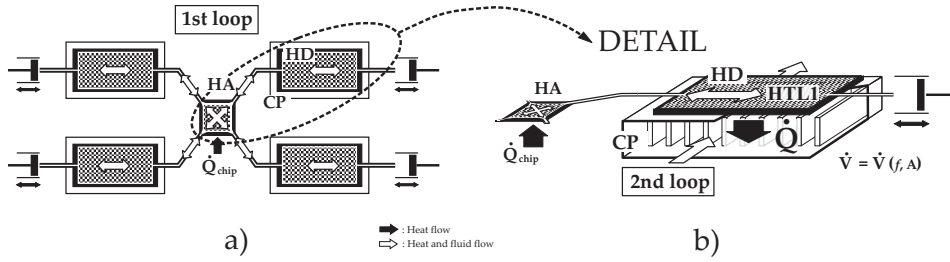 1st loop
HD
HA
CP
Q̇chip
a)
: Heat flow
: Heat and fluid flow
DETAIL
HD
HTL1
HA
Q̇chip
Q̇
CP
2nd loop
V̇ = V̇ (f, A)
b)